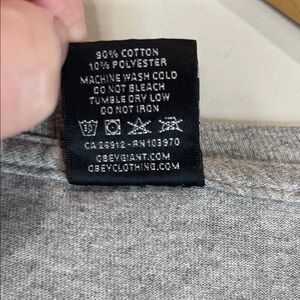 90% COTTON
10% POLYESTER
MACHINE WASH COLD
DO NOT BLEACH
TUMBLE DRY LOW
DO NOT IRON
CA 26912 - RN 103970
OBEYGIANT.COM
OBEYCLOTHING.COM